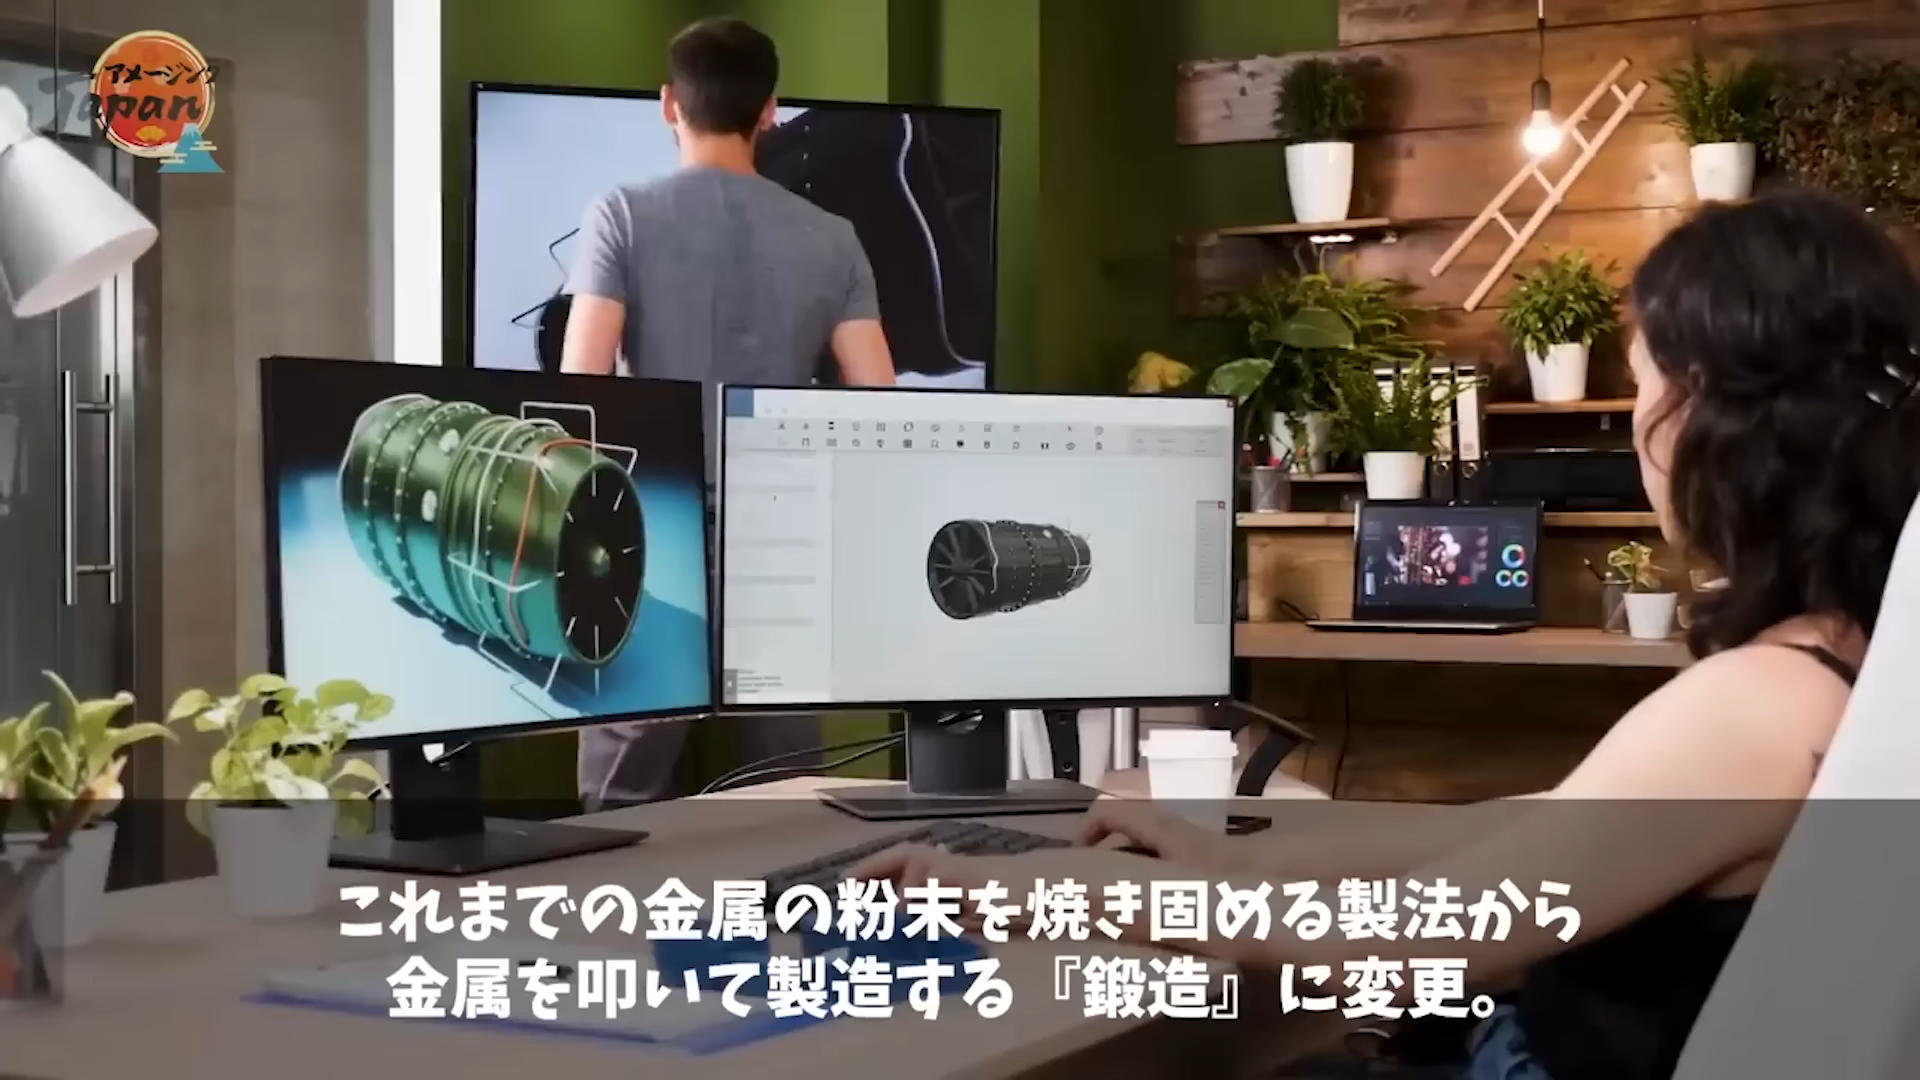 アメージング
Japan
これまでの金属の粉末を焼き固める製法から
金属を叩いて製造する『鍛造』に変更。